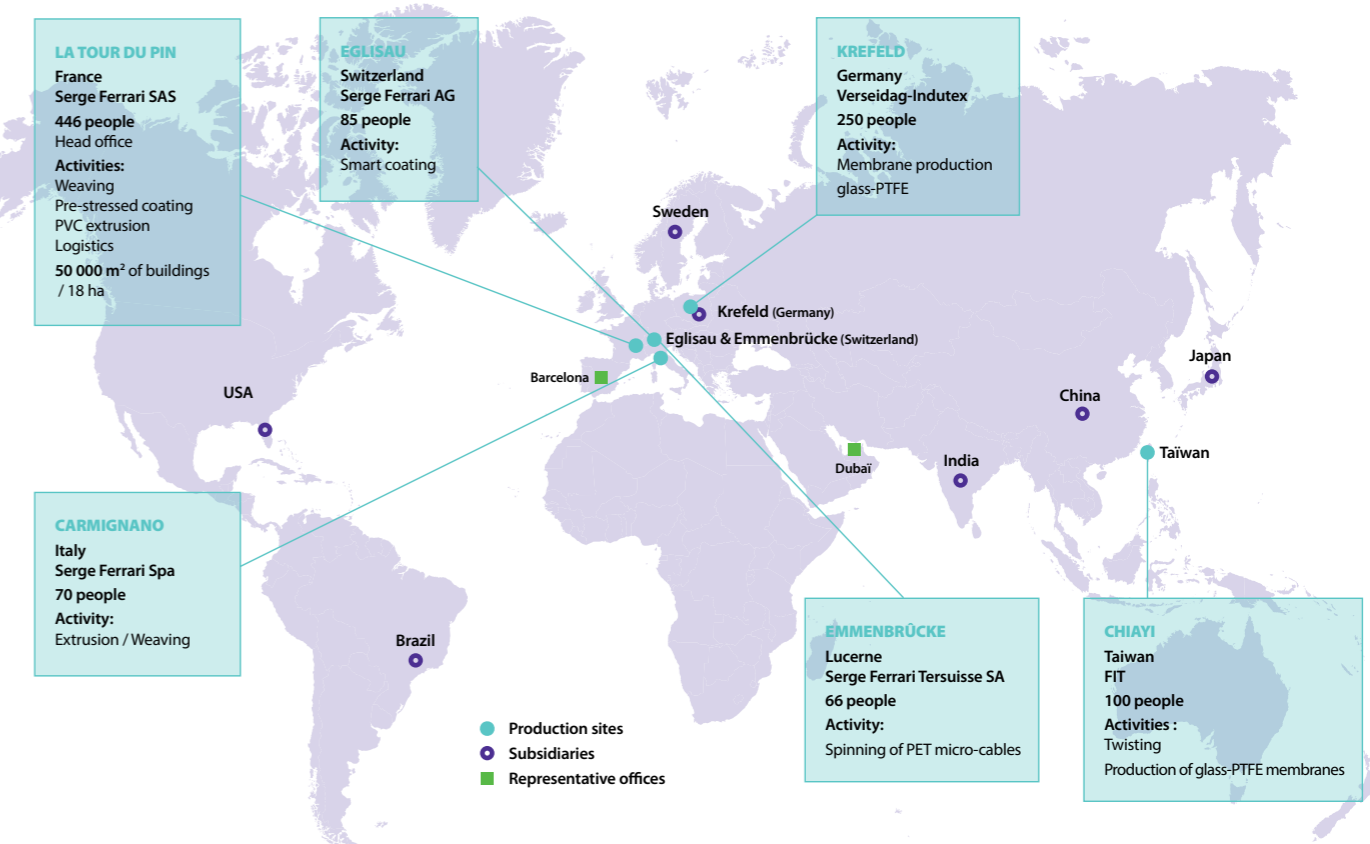 LA TOUR DU PIN
France
Serge Ferrari SAS
446 people
Head office
Activities:
Weaving
Pre-stressed coating
PVC extrusion
Logistics
50 000 m² of buildings
/ 18 ha
EGLISAU
Switzerland
Serge Ferrari AG
85 people
Activity:
Smart coating
KREFELD
Germany
Verseidag-Indutex
250 people
Activity:
Membrane production
glass-PTFE
Sweden
Krefeld (Germany)
Eglisau & Emmenbrücke (Switzerland)
Barcelona
USA
Japan
China
Taïwan
India
Dubaï
Brazil
CARMIGNANO
Italy
Serge Ferrari Spa
70 people
Activity:
Extrusion / Weaving
Production sites
Subsidiaries
Representative offices
EMMENBRÛCKE
Lucerne
Serge Ferrari Tersuisse SA
66 people
Activity:
Spinning of PET micro-cables
CHIAYI
Taiwan
FIT
100 people
Activities :
Twisting
Production of glass-PTFE membranes